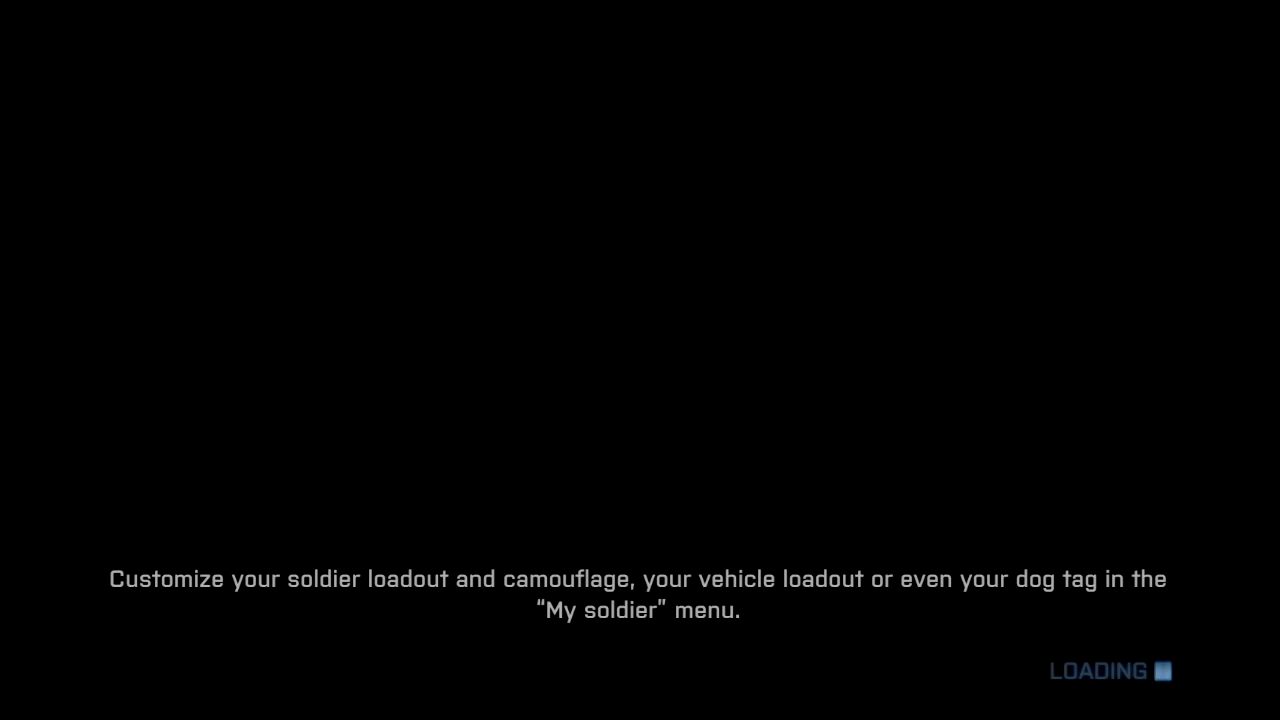 Customize your soldier loadout and camouflage, your vehicle loadout or even your dog tag in the
“My soldier” menu.
LOADING